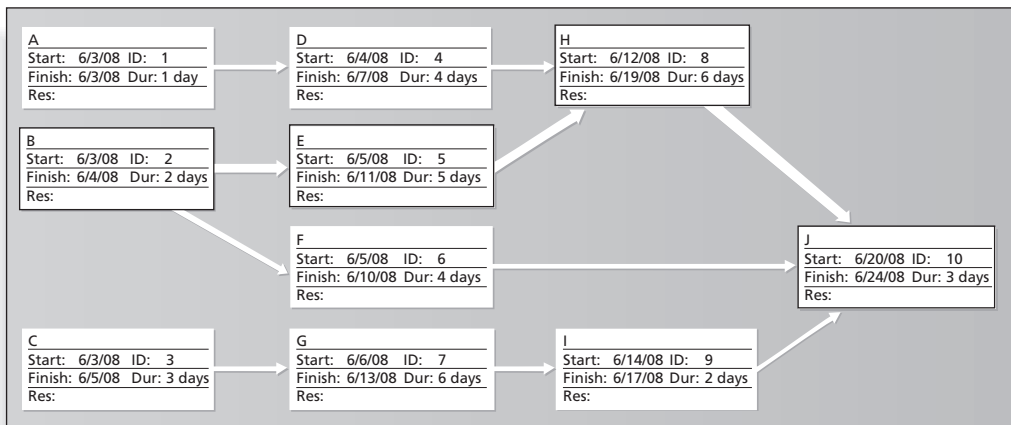 A
Start: 6/3/08 ID: 1
Finish: 6/3/08 Dur: 1 day
Res:
D
Start: 6/4/08 ID: 4
Finish: 6/7/08 Dur: 4 days
Res:
H
Start: 6/12/08 ID: 8
Finish: 6/19/08 Dur: 6 days
Res:
B
Start: 6/3/08 ID: 2
Finish: 6/4/08 Dur: 2 days
Res:
E
Start: 6/5/08 ID: 5
Finish: 6/11/08 Dur: 5 days
Res:
F
Start: 6/5/08 ID: 6
Finish: 6/10/08 Dur: 4 days
Res:
J
Start: 6/20/08 ID: 10
Finish: 6/24/08 Dur: 3 days
Res:
C
Start: 6/3/08 ID: 3
Finish: 6/5/08 Dur: 3 days
Res:
G
Start: 6/6/08 ID: 7
Finish: 6/13/08 Dur: 6 days
Res:
I
Start: 6/14/08 ID: 9
Finish: 6/17/08 Dur: 2 days
Res: